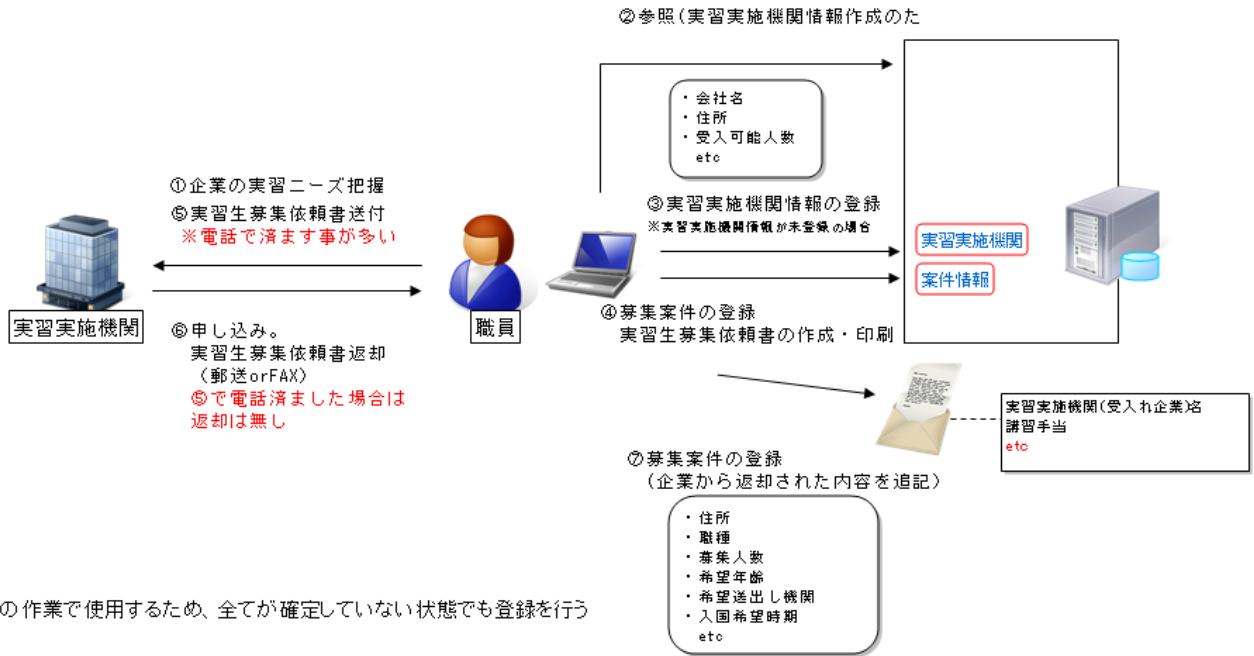 ②参照(実習実施機関情報作成のた
・会社名
・住所
・受入可能人数
etc
①企業の実習ニーズ把握
⑤実習生募集依頼書送付
※電話で済ます事が多い
③実習実施機関情報の登録
※実習実施機関情報が未登録の場合
実習実施機関
案件情報
実習実施機関
職員
④募集案件の登録
実習生募集依頼書の作成・印刷
⑥申し込み。
実習生募集依頼書返却
(郵送orFAX)
⑤で電話済ました場合は
返却は無し
実習実施機関(受入れ企業)名
講習手当
etc
⑦募集案件の登録
(企業から返却された内容を追記)
・住所
・職種
・募集人数
・希望年齢
・希望送出し機関
・入国希望時期
etc
の作業で使用するため、全てが確定していない状態でも登録を行う